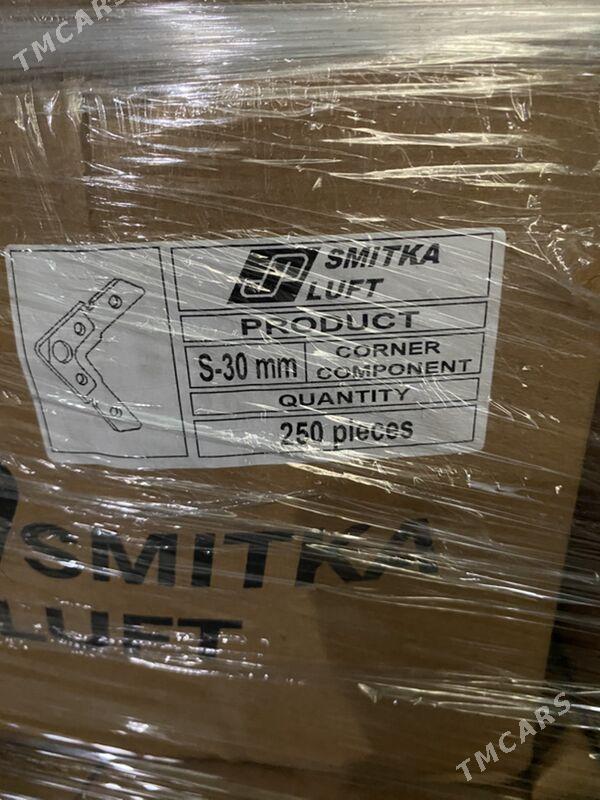 TMCARS
SMITKA
LUFT
PRODUCT
S-30 mm
CORNER
COMPONENT
QUANTITY
250 pieces
SMITKA
LUFT
TMCARS